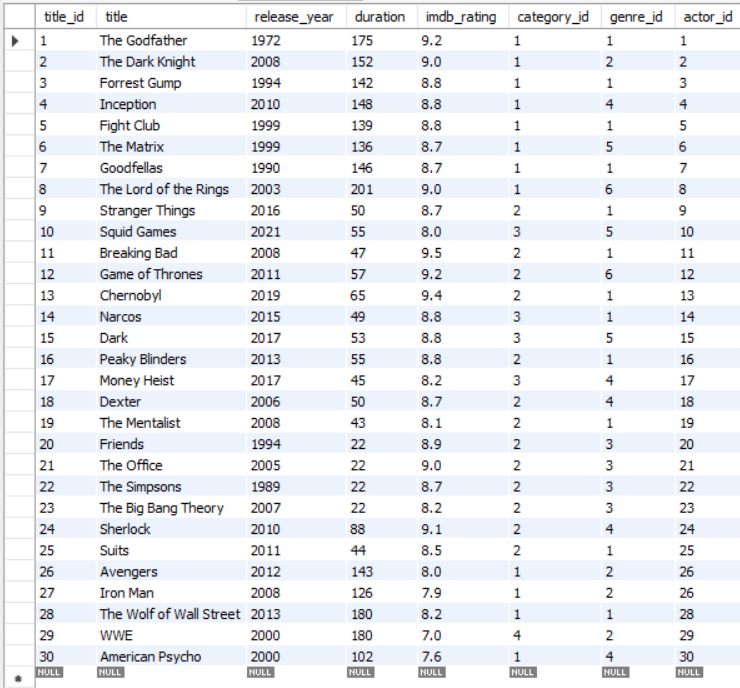 title_id title release_year duration imdb_rating category_id genre_id actor_id
1 The Godfather 1972 175 9.2 1 1 1
2 The Dark Knight 2008 152 9.0 1 2 2
3 Forrest Gump 1994 142 8.8 1 1 3
4 Inception 2010 148 8.8 1 4 4
5 Fight Club 1999 139 8.8 1 1 5
6 The Matrix 1999 136 8.7 1 5 6
7 Goodfellas 1990 146 8.7 1 1 7
8 The Lord of the Rings 2003 201 9.0 1 6 8
9 Stranger Things 2016 50 8.7 2 1 9
10 Squid Games 2021 55 8.0 3 5 10
11 Breaking Bad 2008 47 9.5 2 1 11
12 Game of Thrones 2011 57 9.2 2 6 12
13 Chernobyl 2019 65 9.4 2 1 13
14 Narcos 2015 49 8.8 3 1 14
15 Dark 2017 53 8.8 3 5 15
16 Peaky Blinders 2013 55 8.8 2 1 16
17 Money Heist 2017 45 8.2 3 4 17
18 Dexter 2006 50 8.7 2 4 18
19 The Mentalist 2008 43 8.1 2 1 19
20 Friends 1994 22 8.9 2 3 20
21 The Office 2005 22 9.0 2 3 21
22 The Simpsons 1989 22 8.7 2 3 22
23 The Big Bang Theory 2007 22 8.2 2 3 23
24 Sherlock 2010 88 9.1 2 4 24
25 Suits 2011 44 8.5 2 1 25
26 Avengers 2012 143 8.0 1 2 26
27 Iron Man 2008 126 7.9 1 2 26
28 The Wolf of Wall Street 2013 180 8.2 1 1 28
29 WWE 2000 180 7.0 4 2 29
30 American Psycho 2000 102 7.6 1 4 30
NULL NULL NULL NULL NULL NULL NULL NULL